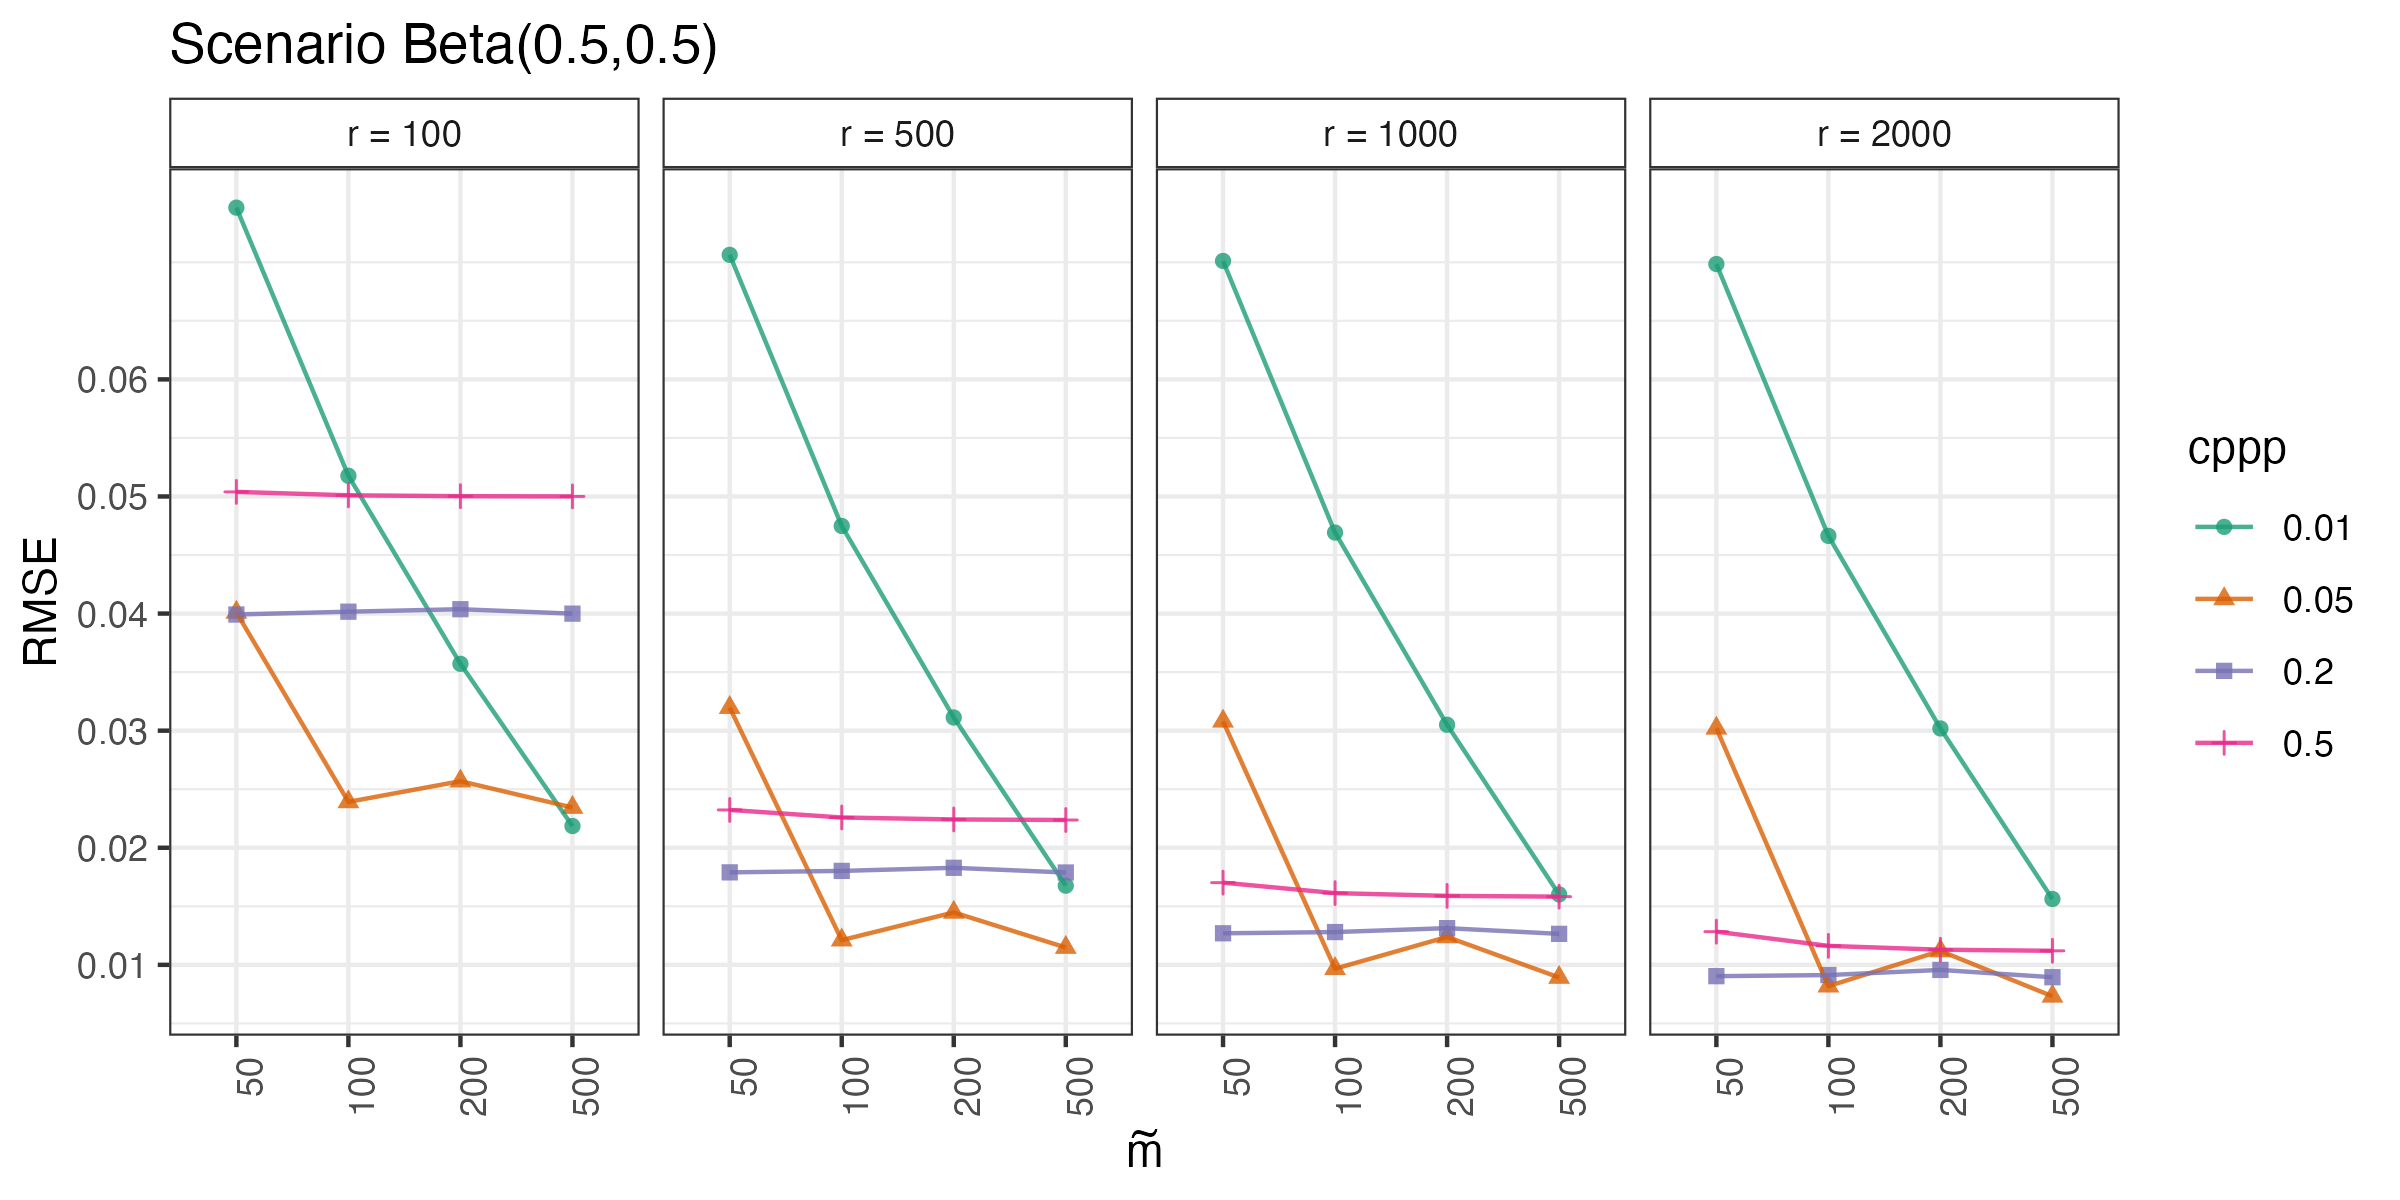 Scenario Beta(0.5,0.5)
r = 100
r = 500
r = 1000
r = 2000
RMSE
0.06
0.05
0.04
0.03
0.02
0.01
50 100 200 500
50 100 200 500
50 100 200 500
50 100 200 500
m̃
cppp
0.01
0.05
0.2
0.5